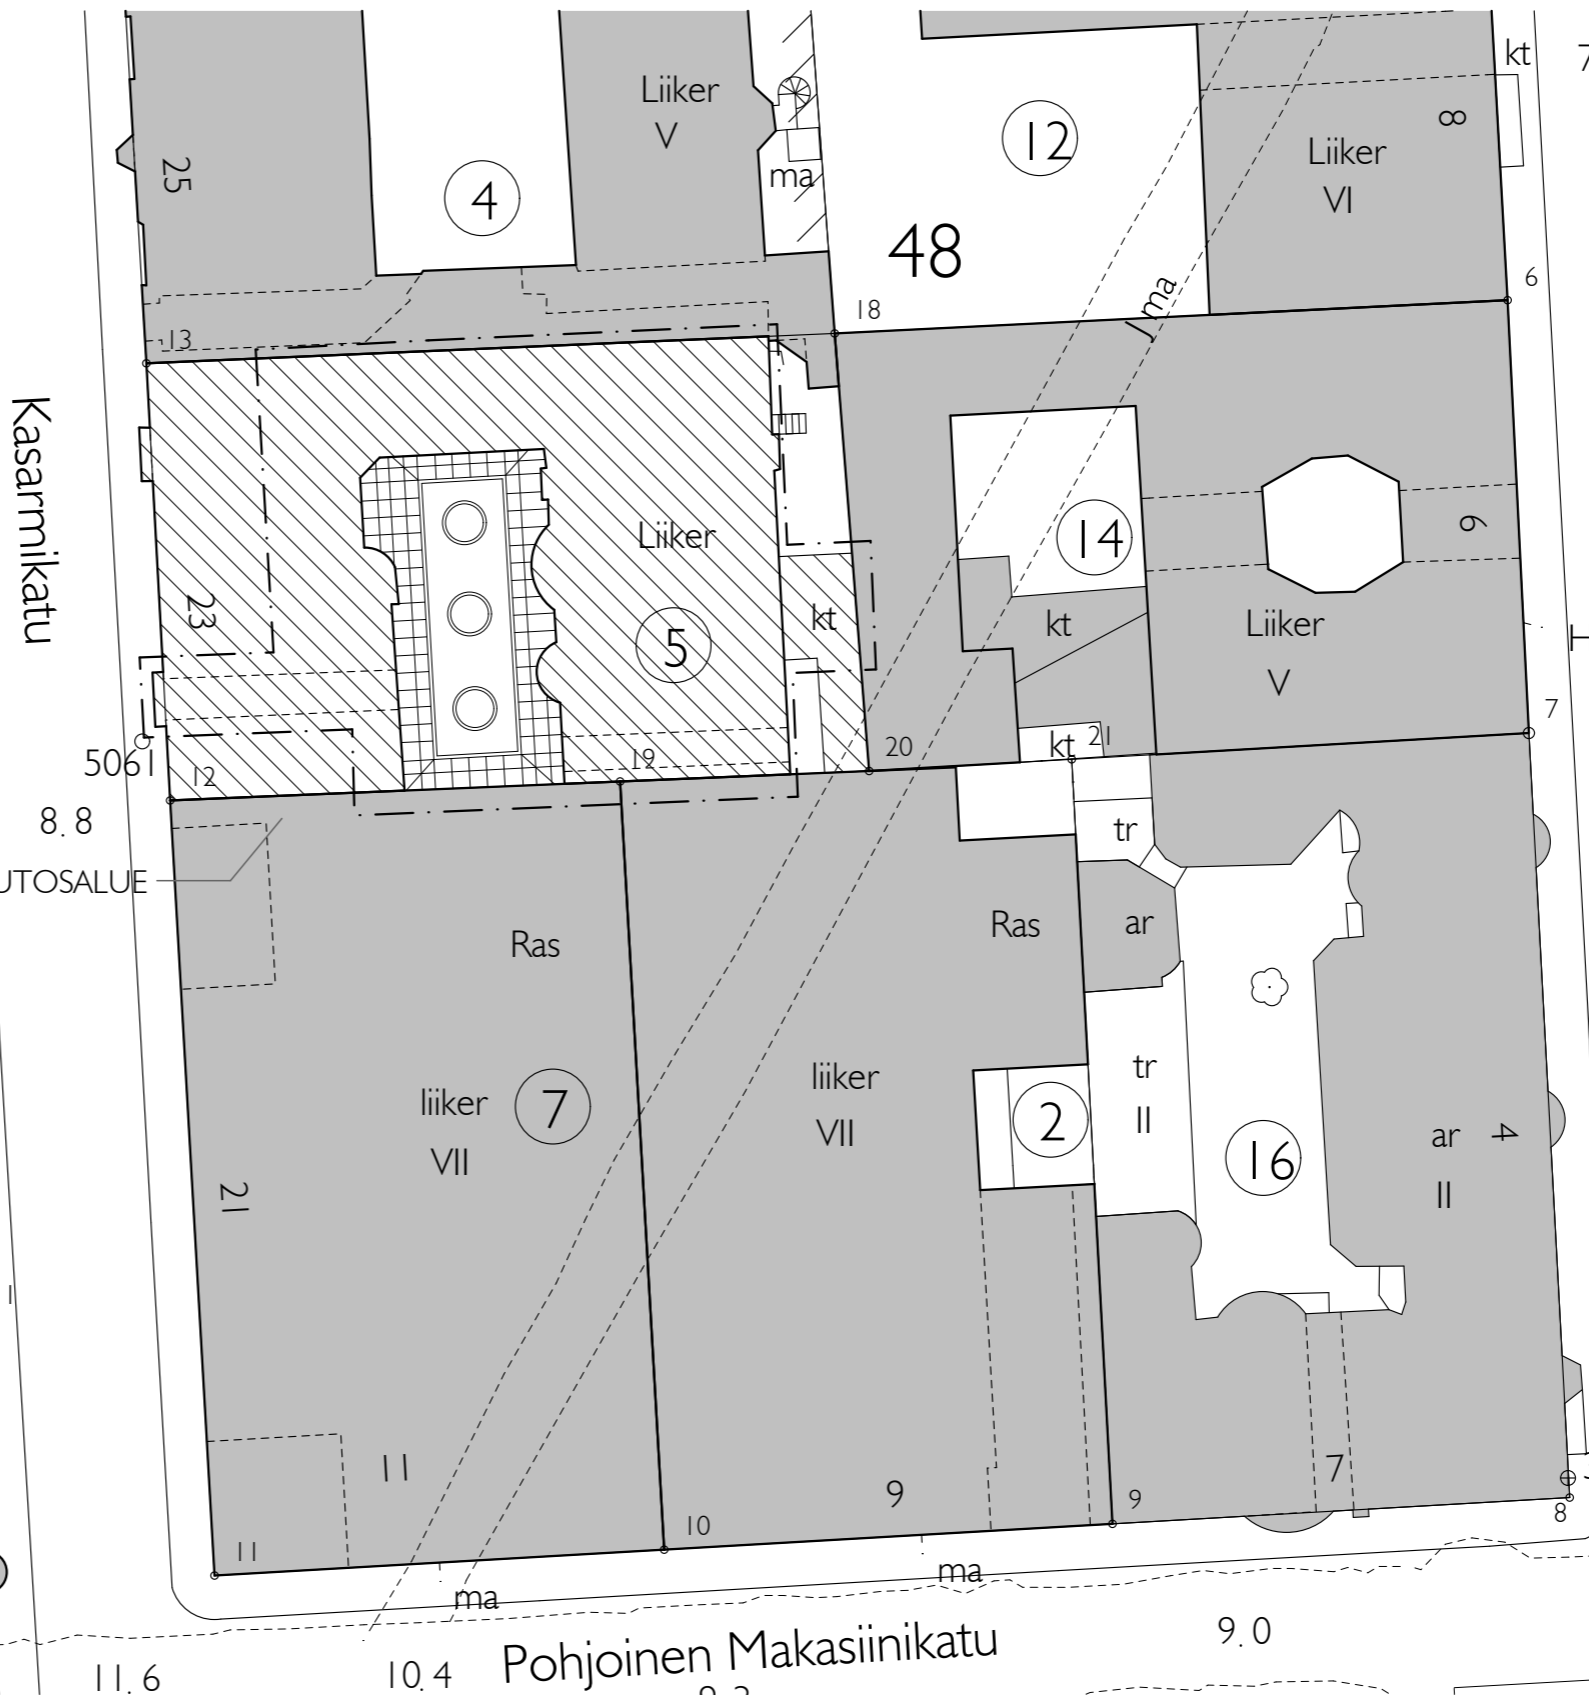 kt
7
Liiker
V
12
8
Liiker
VI
25
4
ma
48
6
J ma
18
13
Kasarmikatu
Liiker
14
6
23
5
kt
kt
Liiker
V
7
5061
12
19
20
kt
21
8.8
UTOSALUE
tr
Ras
Ras
ar
liiker
VII
7
liiker
VII
2
tr
II
16
ar
II
4
21
11
9
7
9
8
10
11
ma
ma
Pohjoinen Makasiinikatu
9.0
11.6
10.4